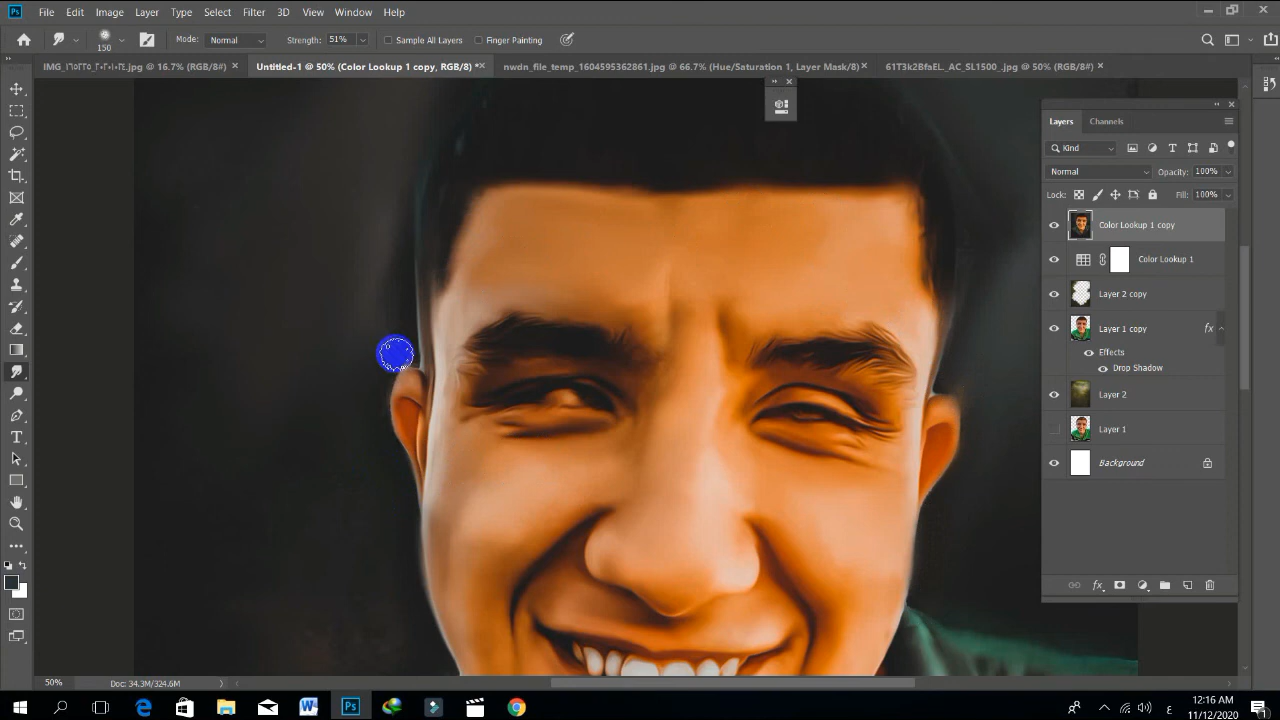 Ps File Edit Image Layer Type Select Filter 3D View Window Help
150 Mode: Normal Strength: 51% Sample All Layers Finger Painting
IMG_٢٠٢٠١٠٢٤_١٦٥٢٢٥.jpg @ 16.7% (RGB/8#) Untitled-1 @ 50% (Color Lookup 1 copy, RGB/8) * nwdn_file_temp_1604595362861.jpg @ 66.7% (Hue/Saturation 1, Layer Mask/8) 61T3k2BfaEL._AC_SL1500_.jpg @ 50% (RGB/8#)
Layers Channels
Kind
Normal Opacity: 100%
Lock: Fill: 100%
Color Lookup 1 copy
Color Lookup 1
Layer 2 copy
Layer 1 copy fx
Effects
Drop Shadow
Layer 2
Layer 1
Background
fx
50% Doc: 34.3M/324.6M
W Ps 12:16 AM
ع 11/12/2020 1